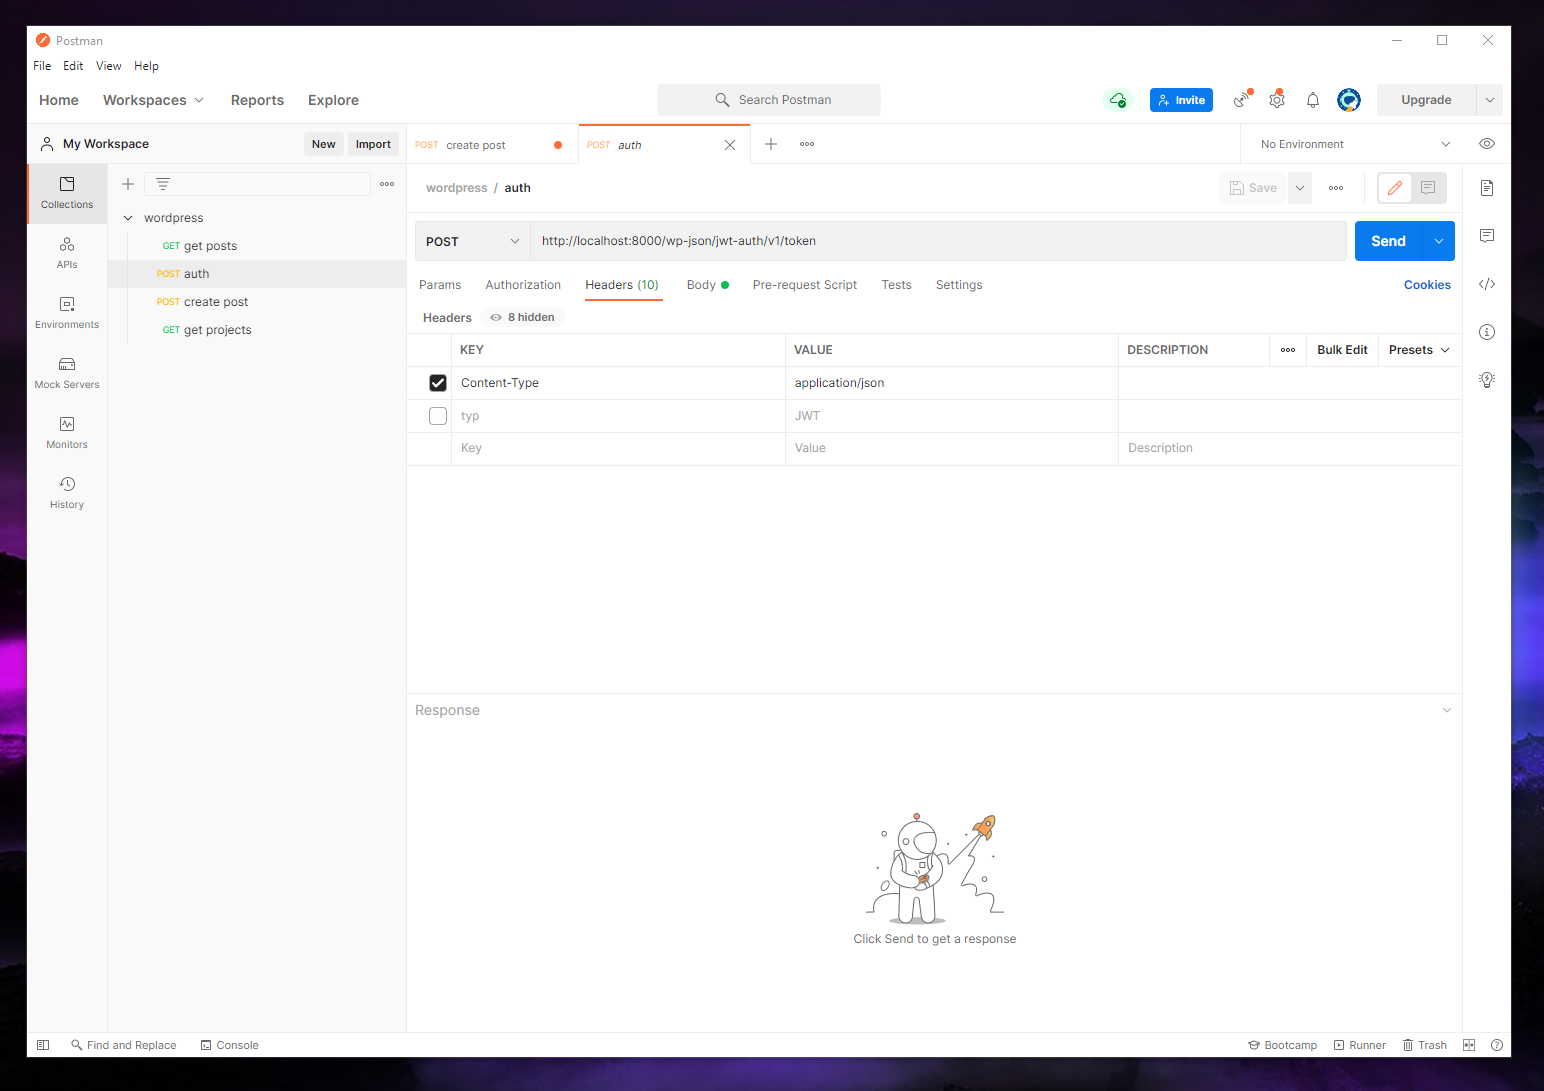 Postman
File Edit View Help
Home Workspaces Reports Explore Search Postman Invite Upgrade
My Workspace New Import POST create post POST auth No Environment
Collections
APIs
Environments
Mock Servers
Monitors
History
wordpress
GET get posts
POST auth
POST create post
GET get projects
wordpress / auth Save
POST http://localhost:8000/wp-json/jwt-auth/v1/token Send
Params Authorization Headers (10) Body Pre-request Script Tests Settings Cookies
Headers 8 hidden
KEY VALUE DESCRIPTION Bulk Edit Presets
Content-Type application/json
typ JWT
Key Value Description
Response
Click Send to get a response
Find and Replace Console Bootcamp Runner Trash